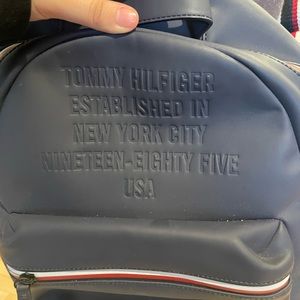 TOMMY HILFIGER
ESTABLISHED IN
NEW YORK CITY
NINETEEN-EIGHTY FIVE
USA